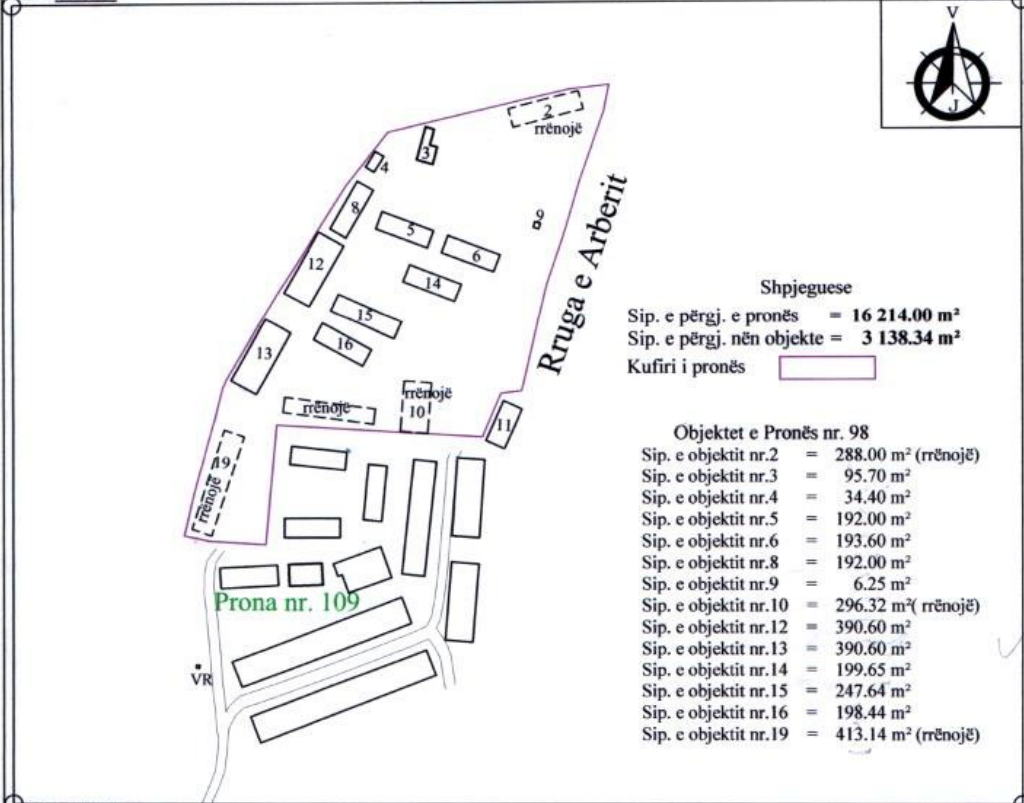 V
J
2
rrënojë
3
4
8
5
9
6
12
14
15
16
13
rrënojë
rrënojë
10
11
19
rrënojë
Rruga e Arberit
Prona nr. 109
VR
Shpjeguese
Sip. e përgj. e pronës = 16 214.00 m²
Sip. e përgj. nën objekte = 3 138.34 m²
Kufiri i pronës
Objektet e Pronës nr. 98
Sip. e objektit nr.2 = 288.00 m² (rrënojë)
Sip. e objektit nr.3 = 95.70 m²
Sip. e objektit nr.4 = 34.40 m²
Sip. e objektit nr.5 = 192.00 m²
Sip. e objektit nr.6 = 193.60 m²
Sip. e objektit nr.8 = 192.00 m²
Sip. e objektit nr.9 = 6.25 m²
Sip. e objektit nr.10 = 296.32 m²( rrënojë)
Sip. e objektit nr.12 = 390.60 m²
Sip. e objektit nr.13 = 390.60 m²
Sip. e objektit nr.14 = 199.65 m²
Sip. e objektit nr.15 = 247.64 m²
Sip. e objektit nr.16 = 198.44 m²
Sip. e objektit nr.19 = 413.14 m² (rrënojë)